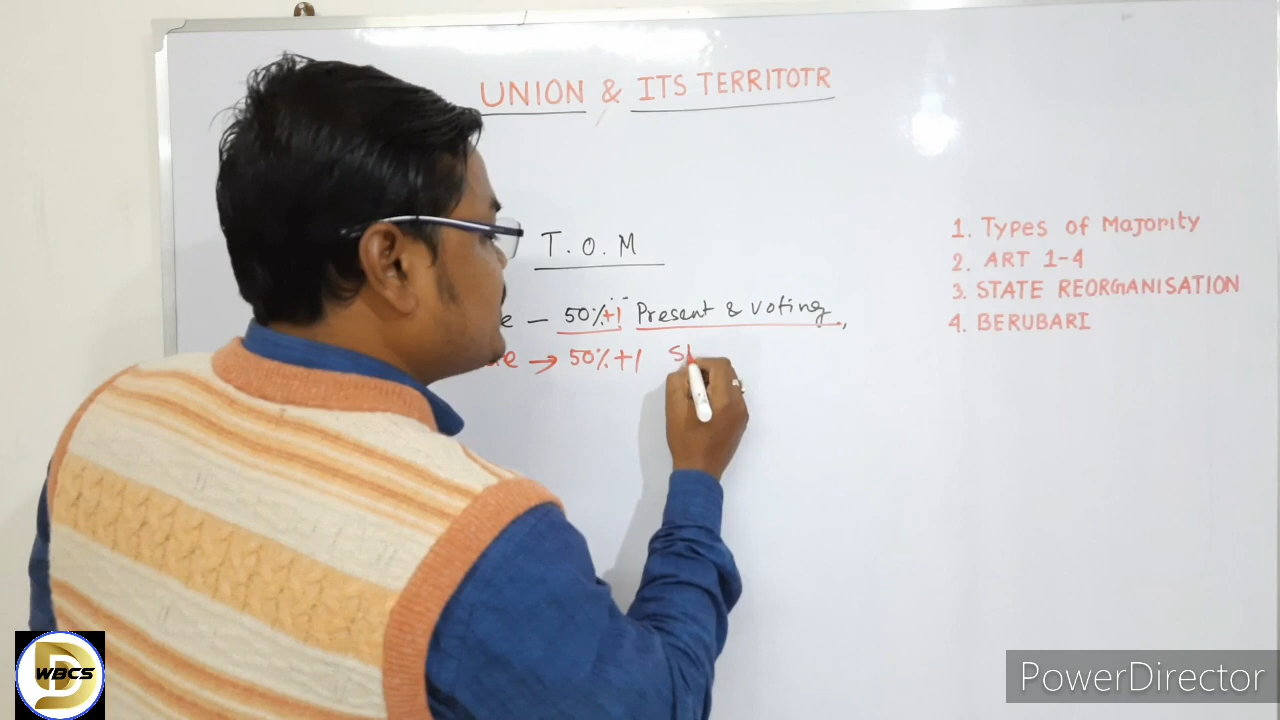 UNION & ITS TERRITOTR
T.O.M
— 50%+1 Present & Voting,
→ 50%+1
1. Types of Majority
2. ART 1-4
3. STATE REORGANISATION
4. BERUBARI
D
WBCS
PowerDirector